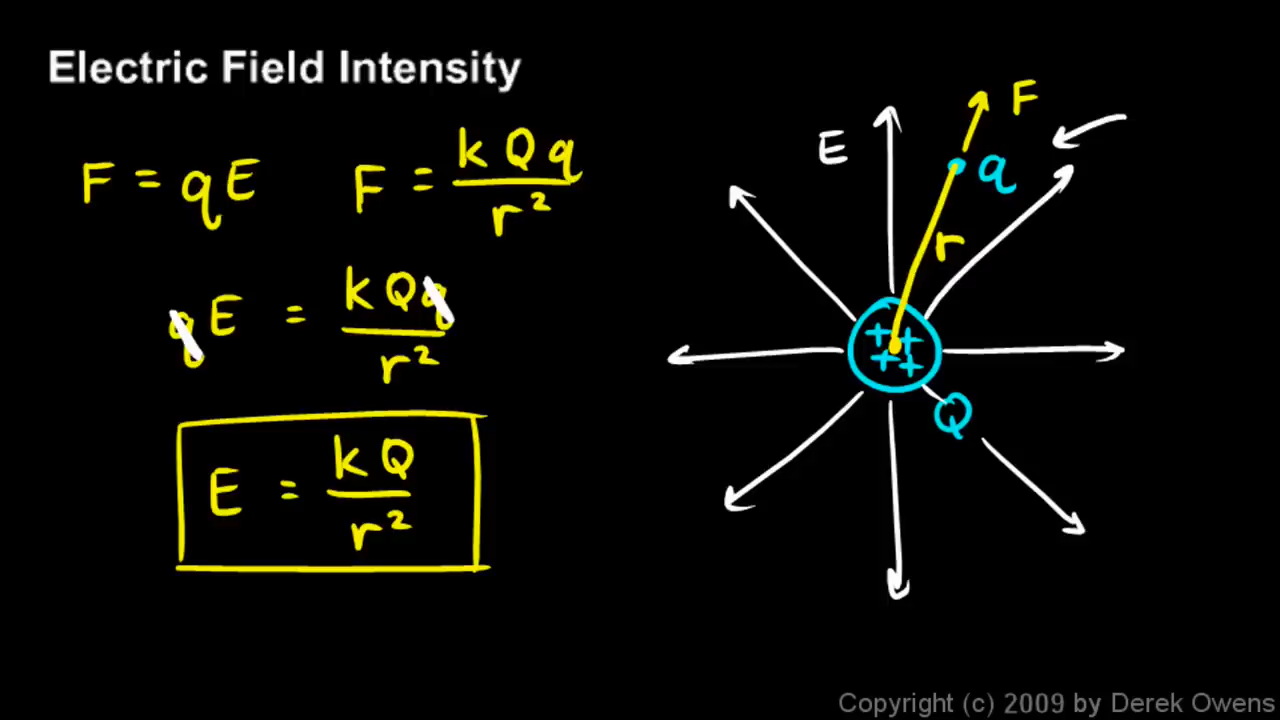 Electric Field Intensity
F = qE F = kQq/r²
qE = kQq/r²
E = kQ/r²
E
F
q
r
++
++
Q
Copyright (c) 2009 by Derek Owens